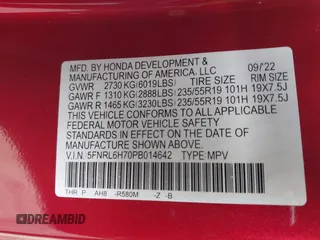 MFD. BY HONDA DEVELOPMENT & 09/22
MANUFACTURING OF AMERICA, LLC
GVWR 2730 KG(6019LBS) TIRE SIZE RIM SIZE
GAWR F 1310 KG(2888LBS) 235/55R19 101H 19X7.5J
GAWR R 1465 KG(3230LBS) 235/55R19 101H 19X7.5J
THIS VEHICLE CONFORMS TO ALL APPLICABLE
FEDERAL MOTOR VEHICLE SAFETY STANDARDS
IN EFFECT ON THE DATE OF MANUFACTURE
SHOWN ABOVE.
V.I.N. 5FNRL6H70PB014642 TYPE MPV
THR P AH8 -R580M -Z -B
DREAMBID